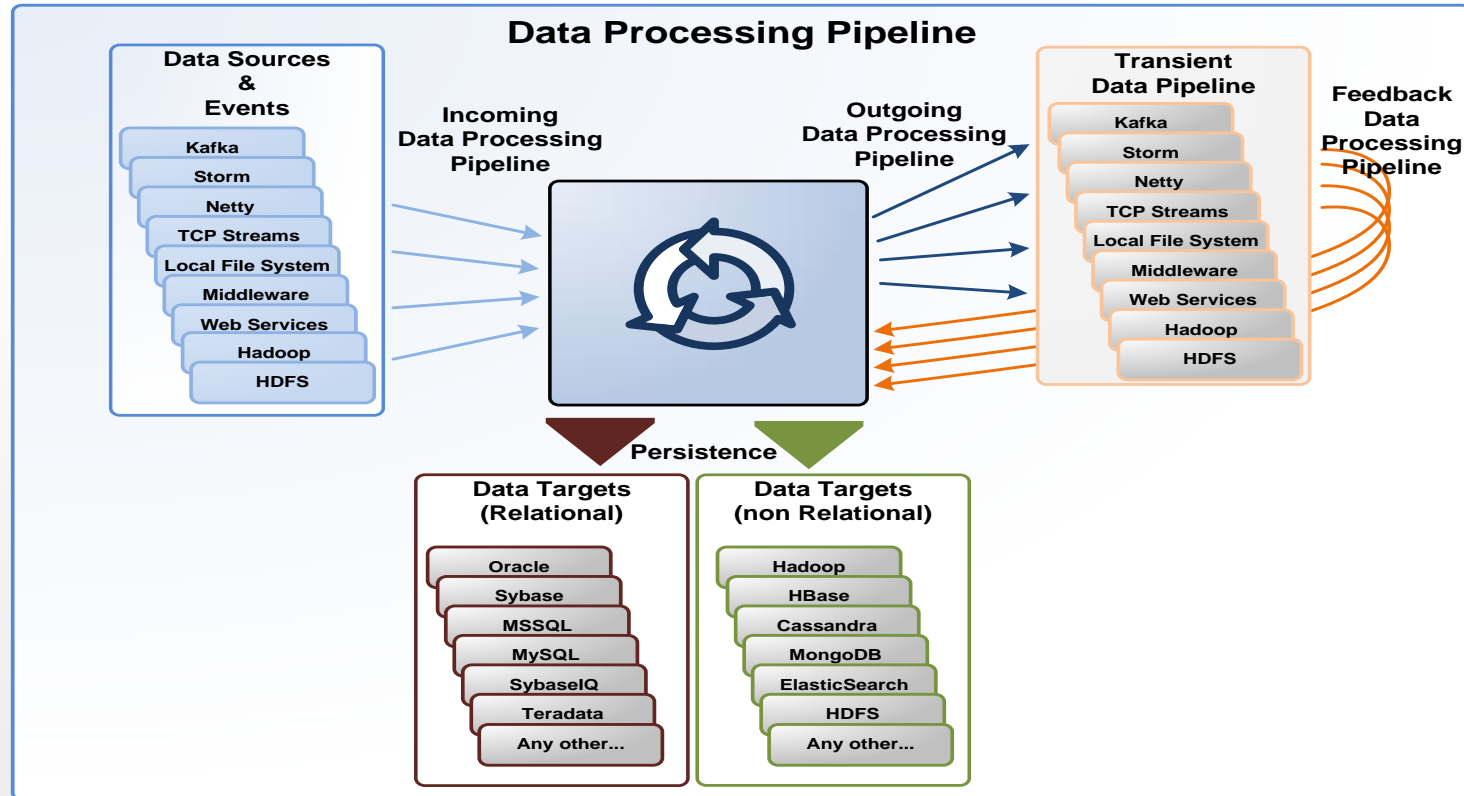 Data Processing Pipeline
Data Sources
&
Events
Kafka
Storm
Netty
TCP Streams
Local File System
Middleware
Web Services
Hadoop
HDFS
Incoming
Data Processing
Pipeline
Outgoing
Data Processing
Pipeline
Transient
Data Pipeline
Kafka
Storm
Netty
TCP Streams
Local File System
Middleware
Web Services
Hadoop
HDFS
Feedback
Data
Processing
Pipeline
Persistence
Data Targets
(Relational)
Oracle
Sybase
MSSQL
MySQL
SybaseIQ
Teradata
Any other...
Data Targets
(non Relational)
Hadoop
HBase
Cassandra
MongoDB
ElasticSearch
HDFS
Any other...